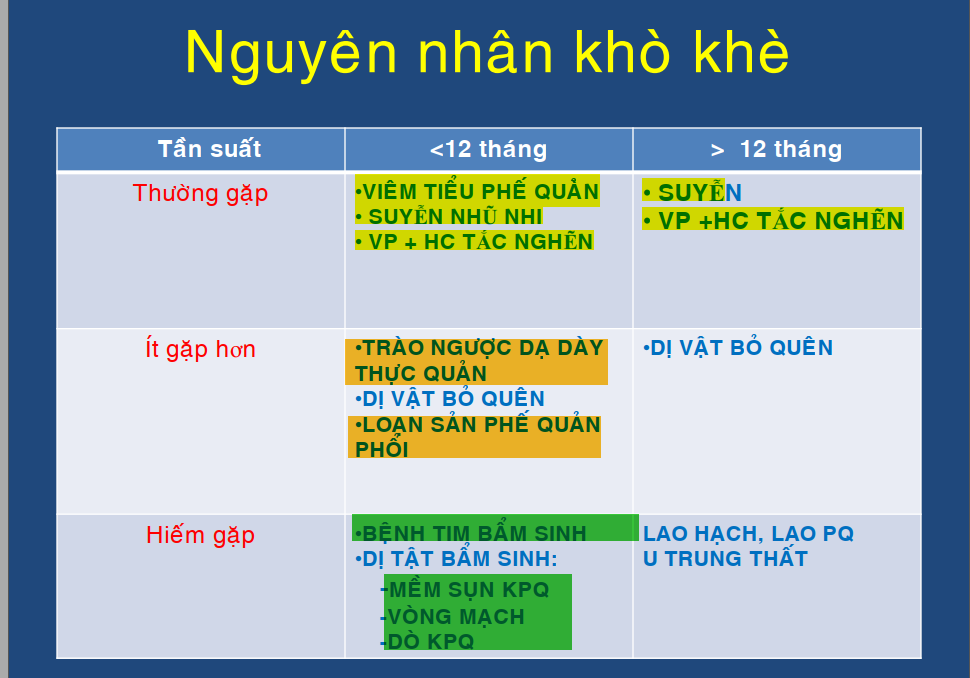 Nguyên nhân khò khè
Tần suất
<12 tháng
> 12 tháng
Thường gặp
•VIÊM TIỂU PHẾ QUẢN
• SUYỄN NHŨ NHI
• VP + HC TẮC NGHẼN
• SUYỄN
• VP +HC TẮC NGHẼN
Ít gặp hơn
•TRÀO NGƯỢC DẠ DÀY
THỰC QUẢN
•DỊ VẬT BỎ QUÊN
•LOẠN SẢN PHẾ QUẢN
PHỔI
•DỊ VẬT BỎ QUÊN
Hiếm gặp
•BỆNH TIM BẨM SINH
•DỊ TẬT BẨM SINH:
-MỀM SỤN KPQ
-VÒNG MẠCH
-DÒ KPQ
LAO HẠCH, LAO PQ
U TRUNG THẤT